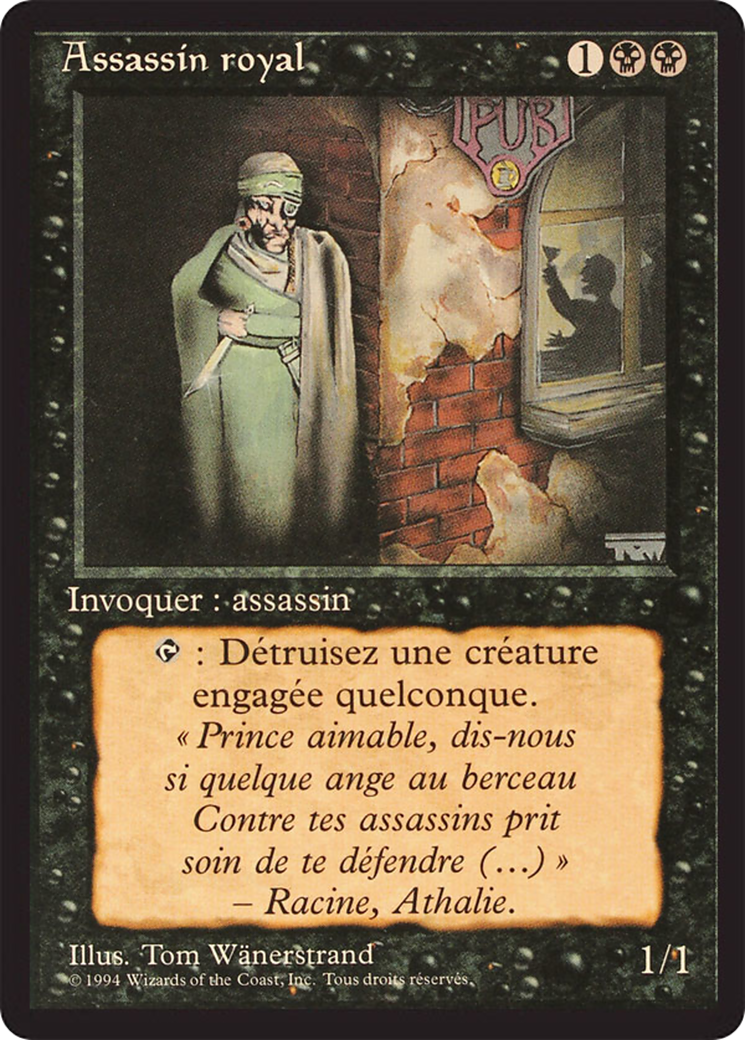 Assassin royal 1
PUB
TÖW
Invoquer : assassin
: Détruisez une créature
engagée quelconque.
« Prince aimable, dis-nous
si quelque ange au berceau
Contre tes assassins prit
soin de te défendre (…) »
– Racine, Athalie.
Illus. Tom Wänerstrand
1/1
© 1994 Wizards of the Coast, Inc. Tous droits réservés.